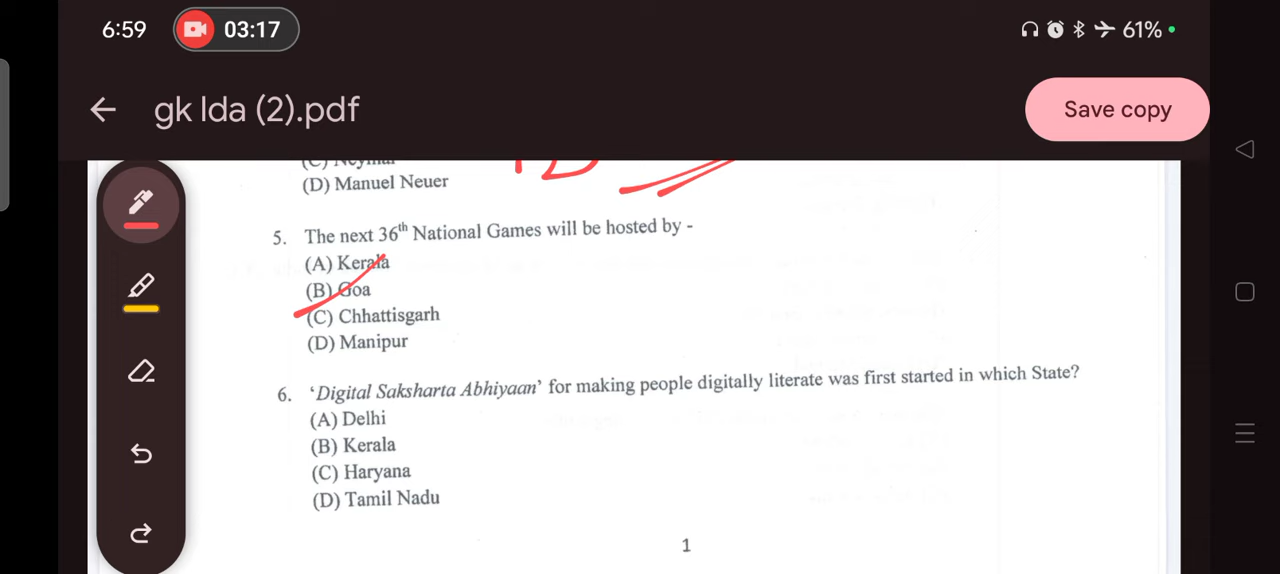 6:59 03:17 61%
gk lda (2).pdf Save copy
(C) Neymar
(D) Manuel Neuer
5. The next 36th National Games will be hosted by -
(A) Kerala
(B) Goa
(C) Chhattisgarh
(D) Manipur
6. ‘Digital Saksharta Abhiyaan’ for making people digitally literate was first started in which State?
(A) Delhi
(B) Kerala
(C) Haryana
(D) Tamil Nadu
1